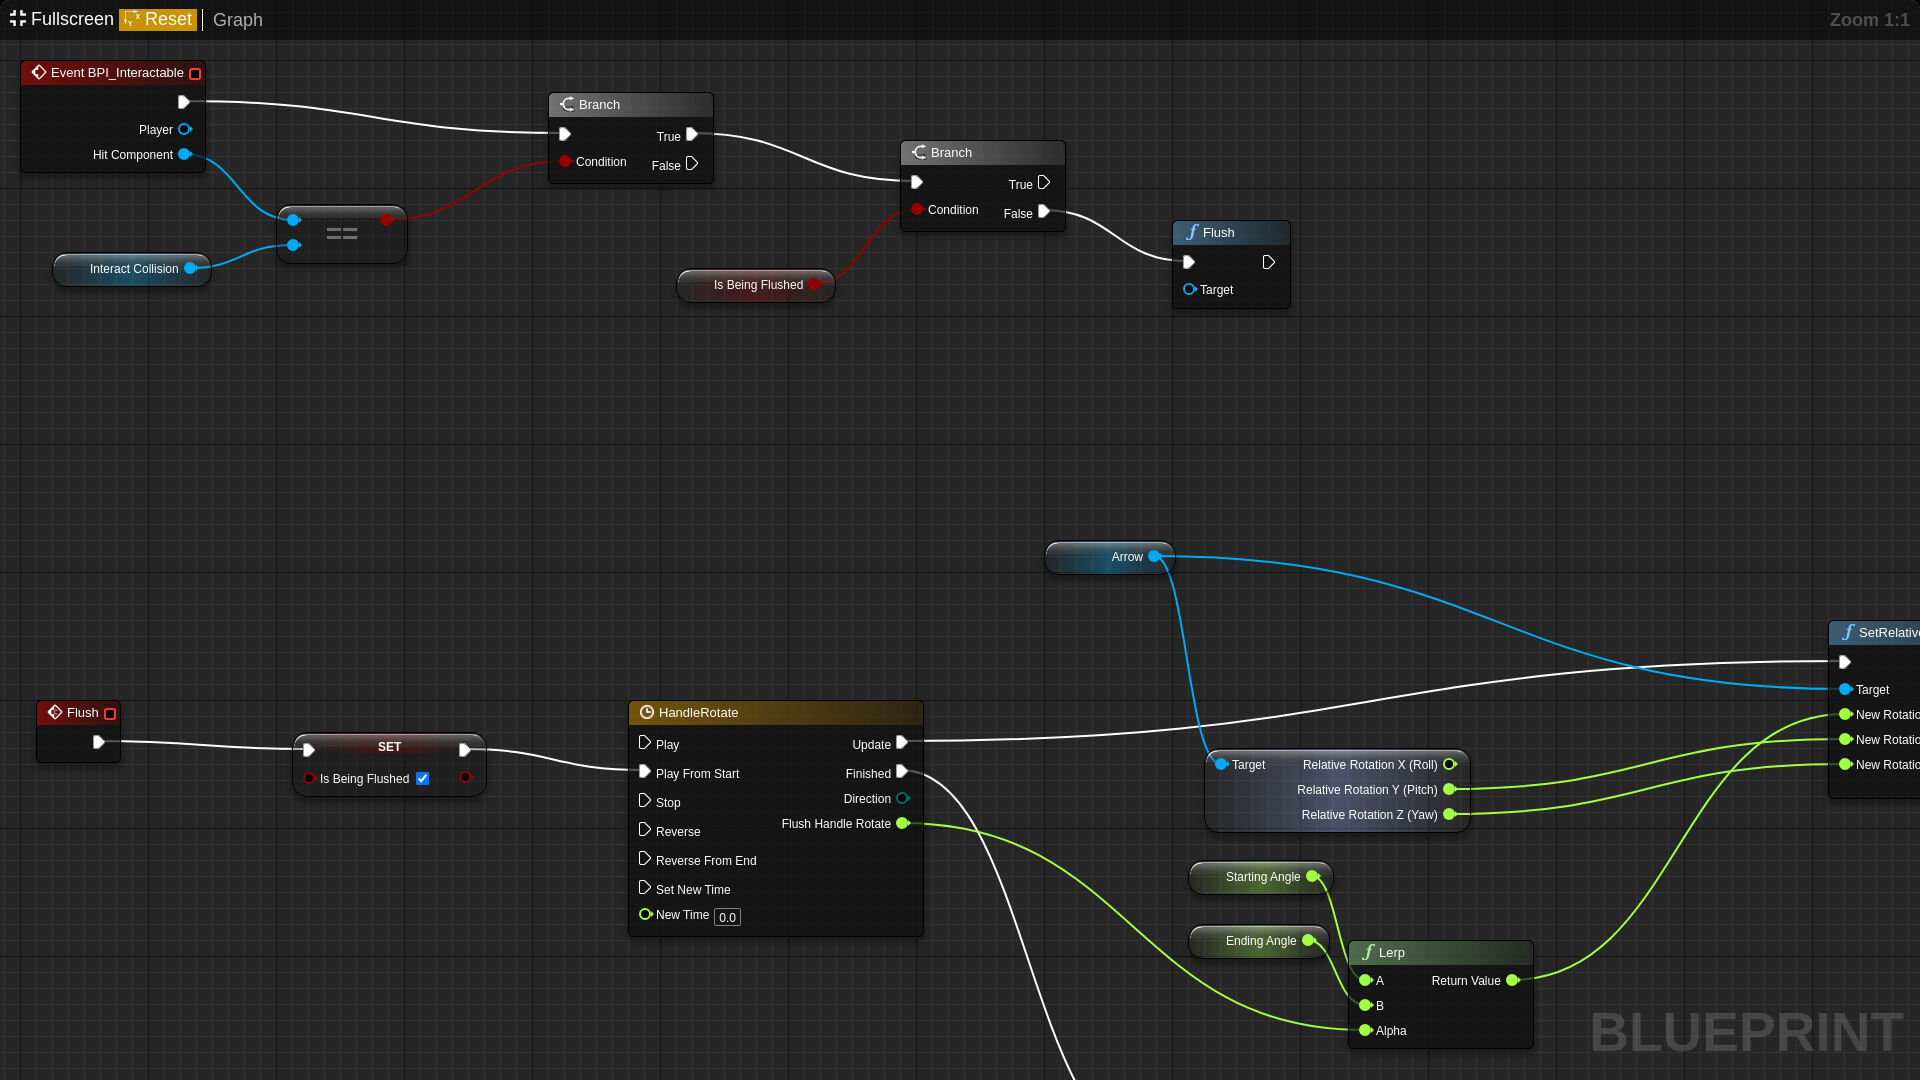 Fullscreen Reset Graph Zoom 1:1
Event BPI_Interactable
Player
Hit Component
Interact Collision
==
Branch
True
Condition
False
Is Being Flushed
Branch
True
Condition
False
Flush
Target
Arrow
Flush
SET
Is Being Flushed
HandleRotate
Play
Update
Play From Start
Finished
Stop
Direction
Reverse
Flush Handle Rotate
Reverse From End
Set New Time
New Time 0.0
Target
Relative Rotation X (Roll)
Relative Rotation Y (Pitch)
Relative Rotation Z (Yaw)
Starting Angle
Ending Angle
Lerp
A
Return Value
B
Alpha
SetRelative
Target
New Rotatio
New Rotatio
New Rotatio
BLUEPRINT